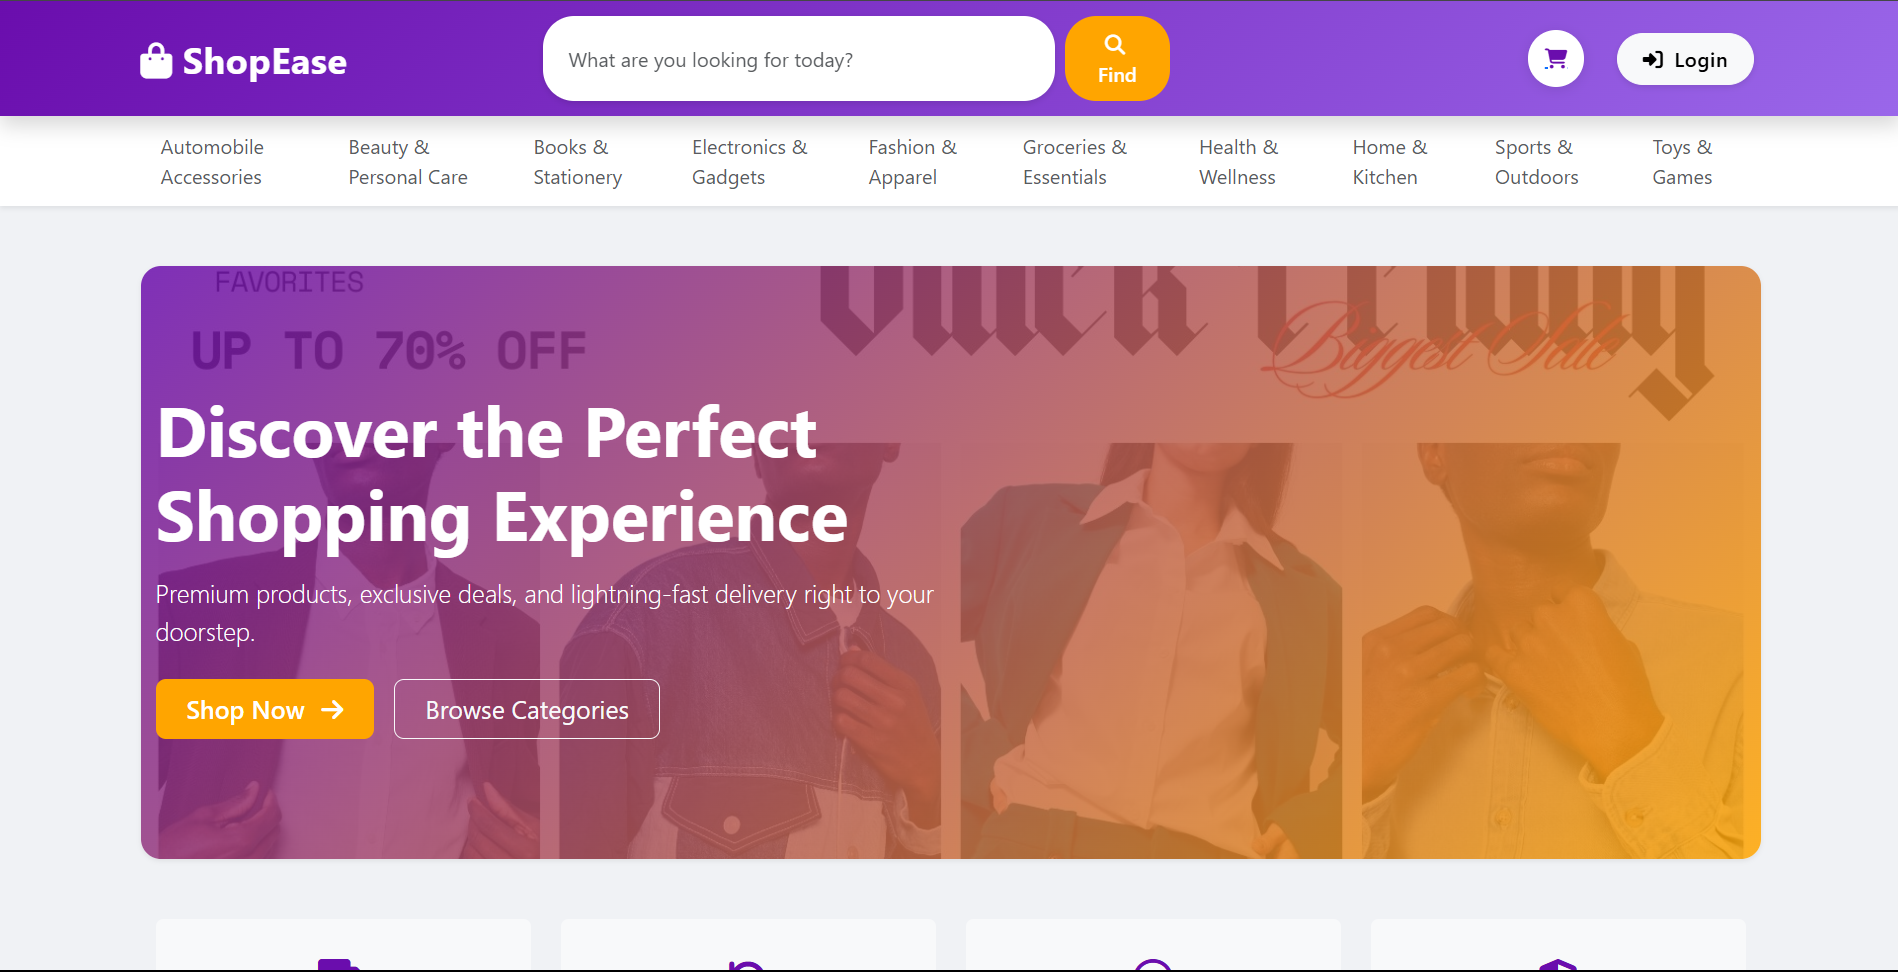 ShopEase
What are you looking for today?
Find
Login
Automobile
Accessories
Beauty &
Personal Care
Books &
Stationery
Electronics &
Gadgets
Fashion &
Apparel
Groceries &
Essentials
Health &
Wellness
Home &
Kitchen
Sports &
Outdoors
Toys &
Games
FAVORITES
UP TO 70% OFF
Biggest Sale
Discover the Perfect
Shopping Experience
Premium products, exclusive deals, and lightning-fast delivery right to your
doorstep.
Shop Now
Browse Categories